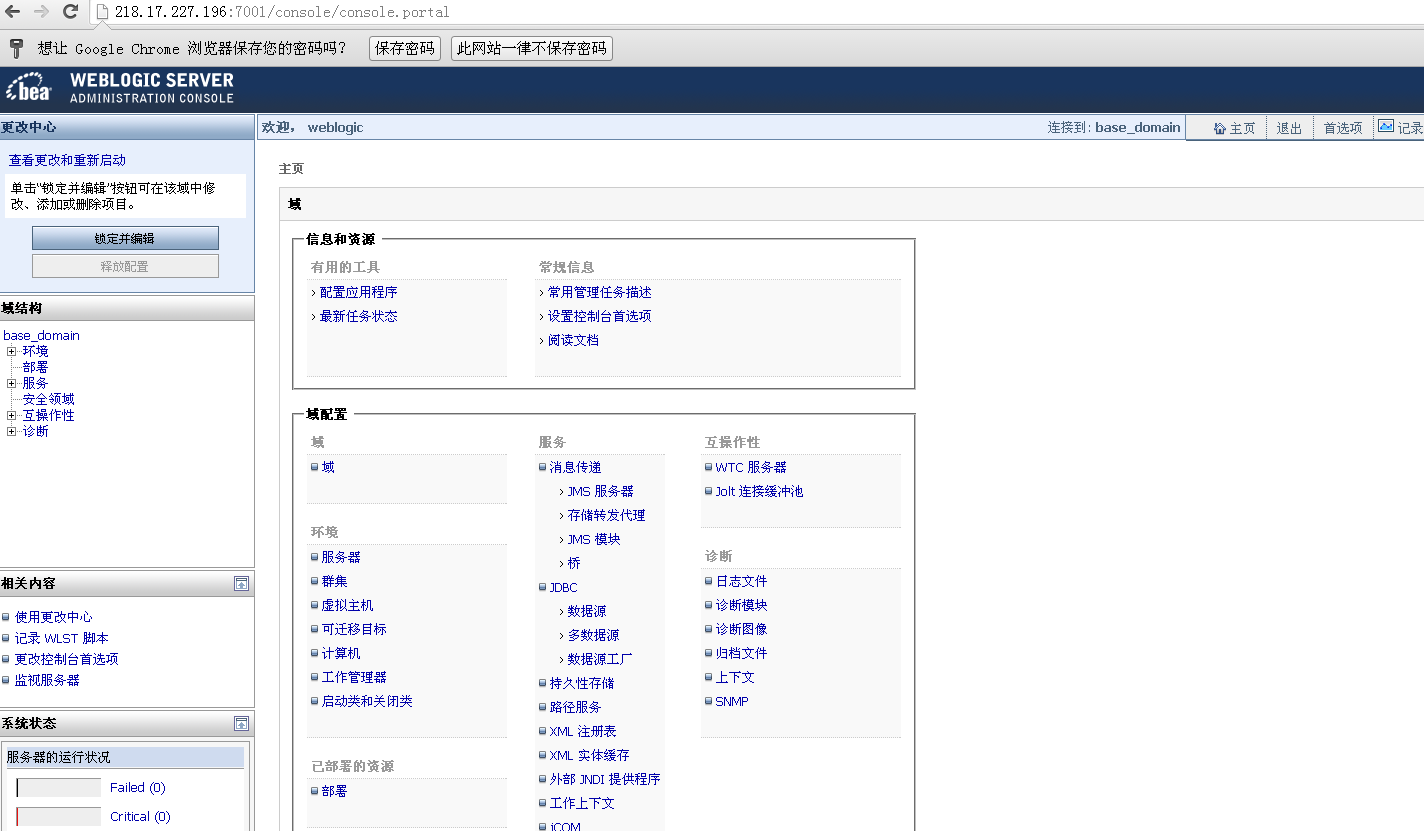 218.17.227.196:7001/console/console.portal
想让 Google Chrome 浏览器保存您的密码吗？ 保存密码 此网站一律不保存密码
bea WEBLOGIC SERVER
ADMINISTRATION CONSOLE
更改中心
查看更改和重新启动
单击“锁定并编辑”按钮可在该域中修
改、添加或删除项目。
锁定并编辑
释放配置
域结构
base_domain
环境
部署
服务
安全领域
互操作性
诊断
相关内容
使用更改中心
记录 WLST 脚本
更改控制台首选项
监视服务器
系统状态
服务器的运行状况
Failed (0)
Critical (0)
欢迎， weblogic 连接到: base_domain 主页 退出 首选项 记录
主页
域
信息和资源
有用的工具
配置应用程序
最新任务状态
常规信息
常用管理任务描述
设置控制台首选项
阅读文档
域配置
域
域
环境
服务器
群集
虚拟主机
可迁移目标
计算机
工作管理器
启动类和关闭类
已部署的资源
部署
服务
消息传递
JMS 服务器
存储转发代理
JMS 模块
桥
JDBC
数据源
多数据源
数据源工厂
持久性存储
路径服务
XML 注册表
XML 实体缓存
外部 JNDI 提供程序
工作上下文
jCOM
互操作性
WTC 服务器
Jolt 连接缓冲池
诊断
日志文件
诊断模块
诊断图像
归档文件
上下文
SNMP